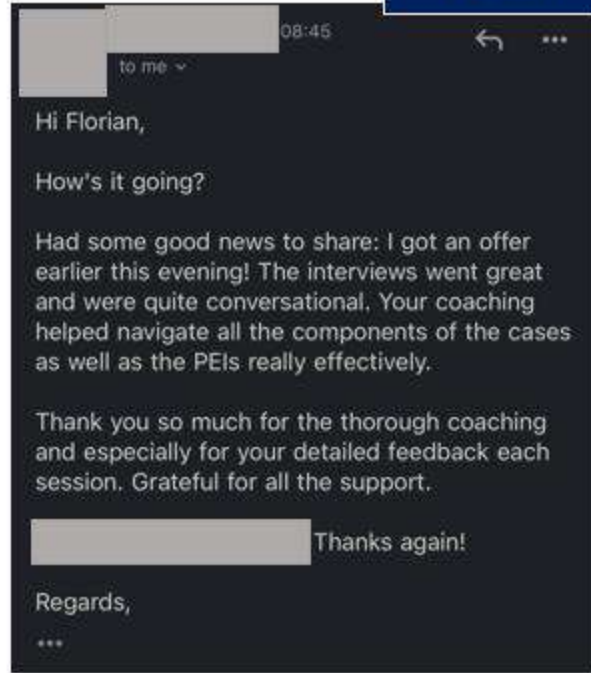 08:45
to me
Hi Florian,
How's it going?
Had some good news to share: I got an offer
earlier this evening! The interviews went great
and were quite conversational. Your coaching
helped navigate all the components of the cases
as well as the PEIs really effectively.
Thank you so much for the thorough coaching
and especially for your detailed feedback each
session. Grateful for all the support.
Thanks again!
Regards,